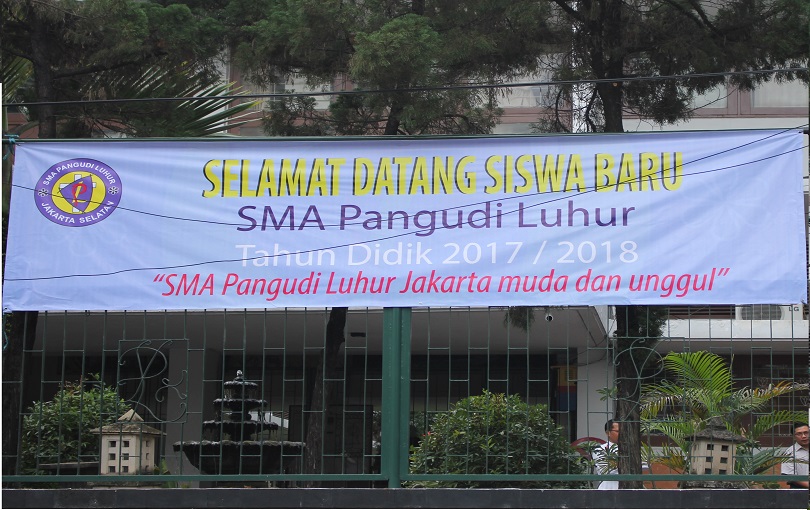 SMA PANGUDI LUHUR
JAKARTA SELATAN
SELAMAT DATANG SISWA BARU
SMA Pangudi Luhur
Tahun Didik 2017 / 2018
“SMA Pangudi Luhur Jakarta muda dan unggul”
LG